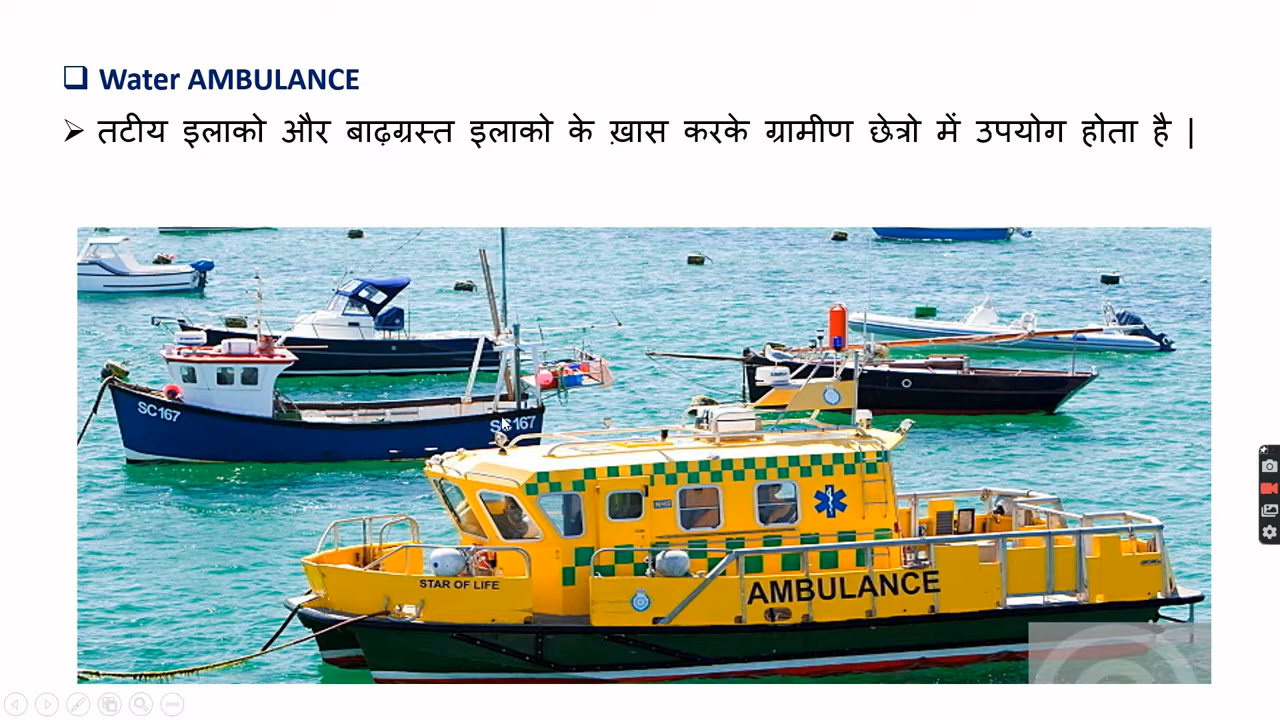 Water AMBULANCE
तटीय इलाको और बाढ़ग्रस्त इलाको के ख़ास करके ग्रामीण छेत्रो में उपयोग होता है |
SC167
SC167
STAR OF LIFE
AMBULANCE